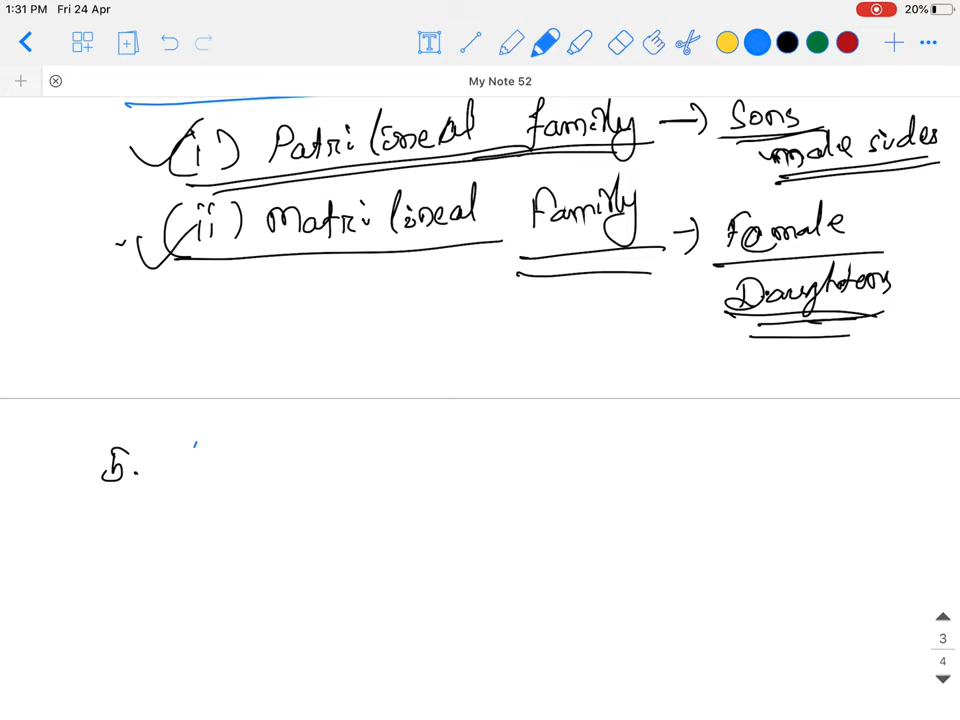 1:31 PM Fri 24 Apr 20%
My Note 52
(i) Patrilineal family → Sons
male sides
(ii) Matrilineal Family → Female
Daughters
5.
3
4